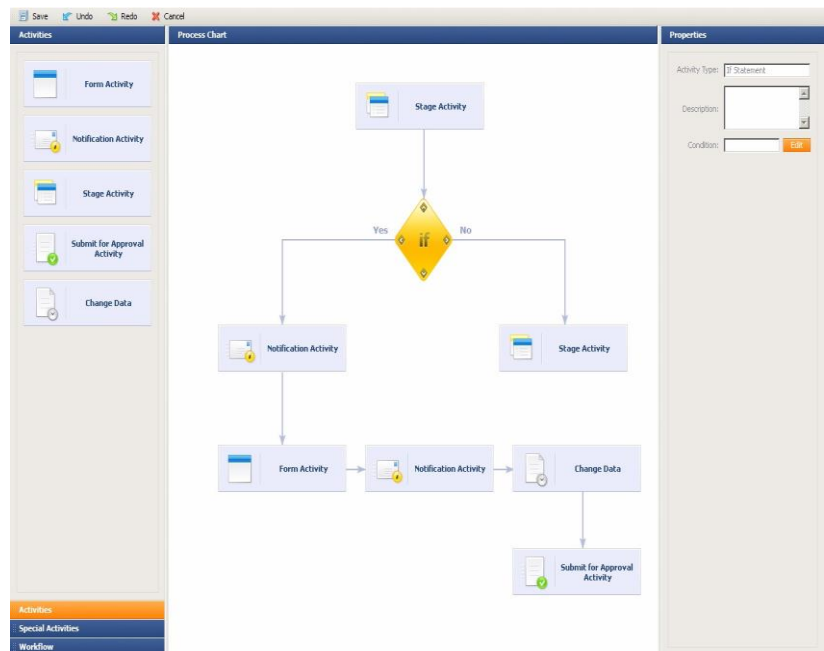 Save Undo Redo Cancel
Activities
Process Chart
Properties
Form Activity
Notification Activity
Stage Activity
Submit for Approval
Activity
Change Data
Stage Activity
Yes
if
No
Notification Activity
Stage Activity
Form Activity
Notification Activity
Change Data
Submit for Approval
Activity
Activity Type: If Statement
Description:
Condition: Edit
Activities
Special Activities
Workflow